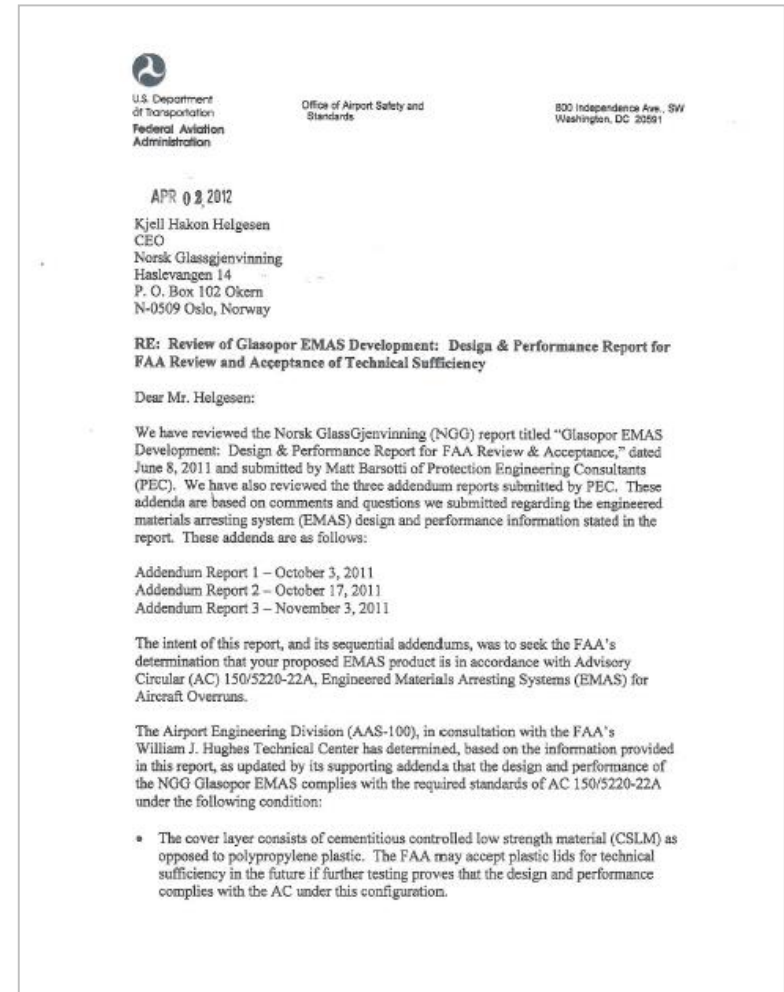 U.S. Department
of Transportation
Federal Aviation
Administration
Office of Airport Safety and
Standards
800 Independence Ave., SW
Washington, DC 20591
APR 02 2012
Kjell Hakon Helgesen
CEO
Norsk Glassgjenvinning
Haslevangen 14
P. O. Box 102 Okern
N-0509 Oslo, Norway
RE: Review of Glasopor EMAS Development: Design & Performance Report for
FAA Review and Acceptance of Technical Sufficiency
Dear Mr. Helgesen:
We have reviewed the Norsk GlassGjenvinning (NGG) report titled "Glasopor EMAS
Development: Design & Performance Report for FAA Review & Acceptance," dated
June 8, 2011 and submitted by Matt Barsotti of Protection Engineering Consultants
(PEC). We have also reviewed the three addendum reports submitted by PEC. These
addenda are based on comments and questions we submitted regarding the engineered
materials arresting system (EMAS) design and performance information stated in the
report. These addenda are as follows:
Addendum Report 1 – October 3, 2011
Addendum Report 2 – October 17, 2011
Addendum Report 3 – November 3, 2011
The intent of this report, and its sequential addendums, was to seek the FAA's
determination that your proposed EMAS product is in accordance with Advisory
Circular (AC) 150/5220-22A, Engineered Materials Arresting Systems (EMAS) for
Aircraft Overruns.
The Airport Engineering Division (AAS-100), in consultation with the FAA's
William J. Hughes Technical Center has determined, based on the information provided
in this report, as updated by its supporting addenda that the design and performance of
the NGG Glasopor EMAS complies with the required standards of AC 150/5220-22A
under the following condition:
• The cover layer consists of cementitious controlled low strength material (CSLM) as
opposed to polypropylene plastic. The FAA may accept plastic lids for technical
sufficiency in the future if further testing proves that the design and performance
complies with the AC under this configuration.